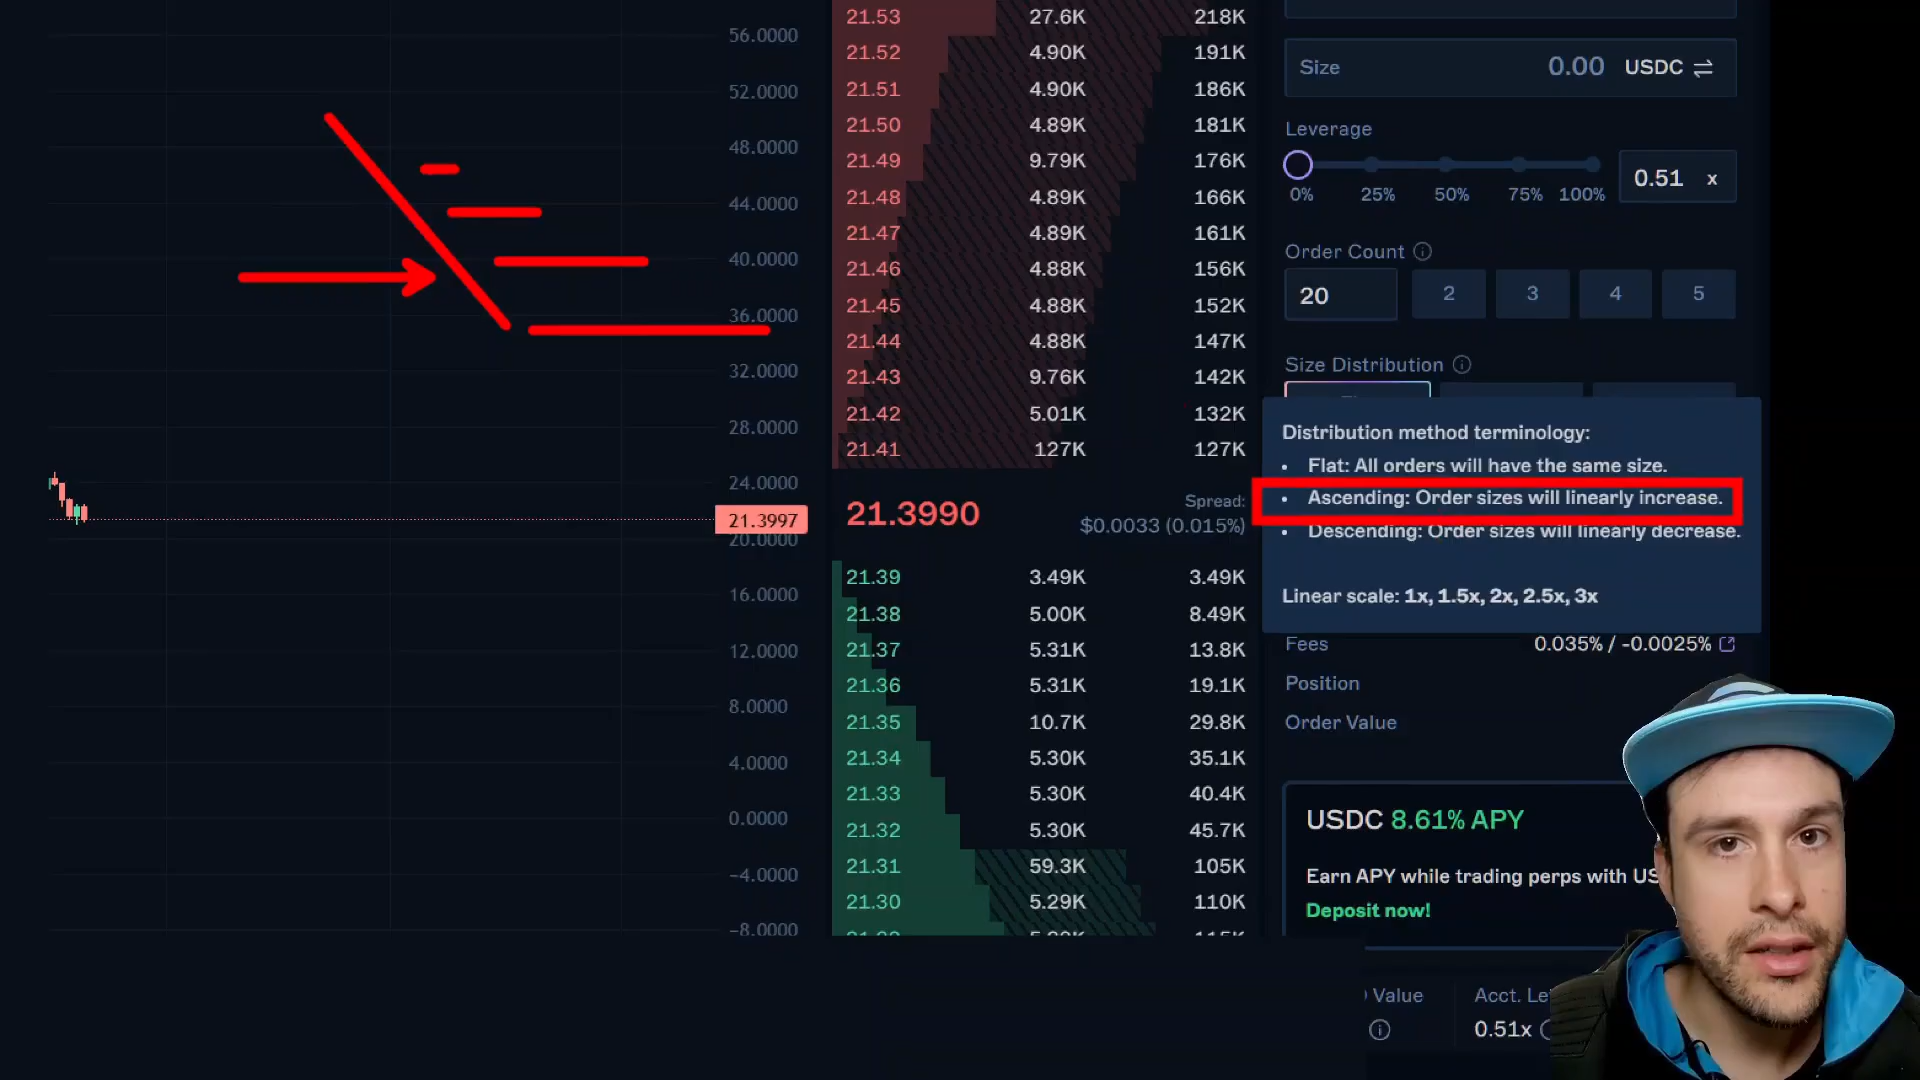 56.0000
52.0000
48.0000
44.0000
40.0000
36.0000
32.0000
28.0000
24.0000
21.3997
20.0000
16.0000
12.0000
8.0000
4.0000
0.0000
-4.0000
-8.0000
21.53 27.6K 218K
21.52 4.90K 191K
21.51 4.90K 186K
21.50 4.89K 181K
21.49 9.79K 176K
21.48 4.89K 166K
21.47 4.89K 161K
21.46 4.88K 156K
21.45 4.88K 152K
21.44 4.88K 147K
21.43 9.76K 142K
21.42 5.01K 132K
21.41 127K 127K
21.3990 Spread:
$0.0033 (0.015%)
21.39 3.49K 3.49K
21.38 5.00K 8.49K
21.37 5.31K 13.8K
21.36 5.31K 19.1K
21.35 10.7K 29.8K
21.34 5.30K 35.1K
21.33 5.30K 40.4K
21.32 5.30K 45.7K
21.31 59.3K 105K
21.30 5.29K 110K
Size 0.00 USDC
Leverage
0% 25% 50% 75% 100% 0.51 x
Order Count
20 2 3 4 5
Size Distribution
Distribution method terminology:
• Flat: All orders will have the same size.
• Ascending: Order sizes will linearly increase.
• Descending: Order sizes will linearly decrease.
Linear scale: 1x, 1.5x, 2x, 2.5x, 3x
Fees 0.035% / -0.0025%
Position
Order Value
USDC 8.61% APY
Earn APY while trading perps with US
Deposit now!
Value Acct. Le
0.51x